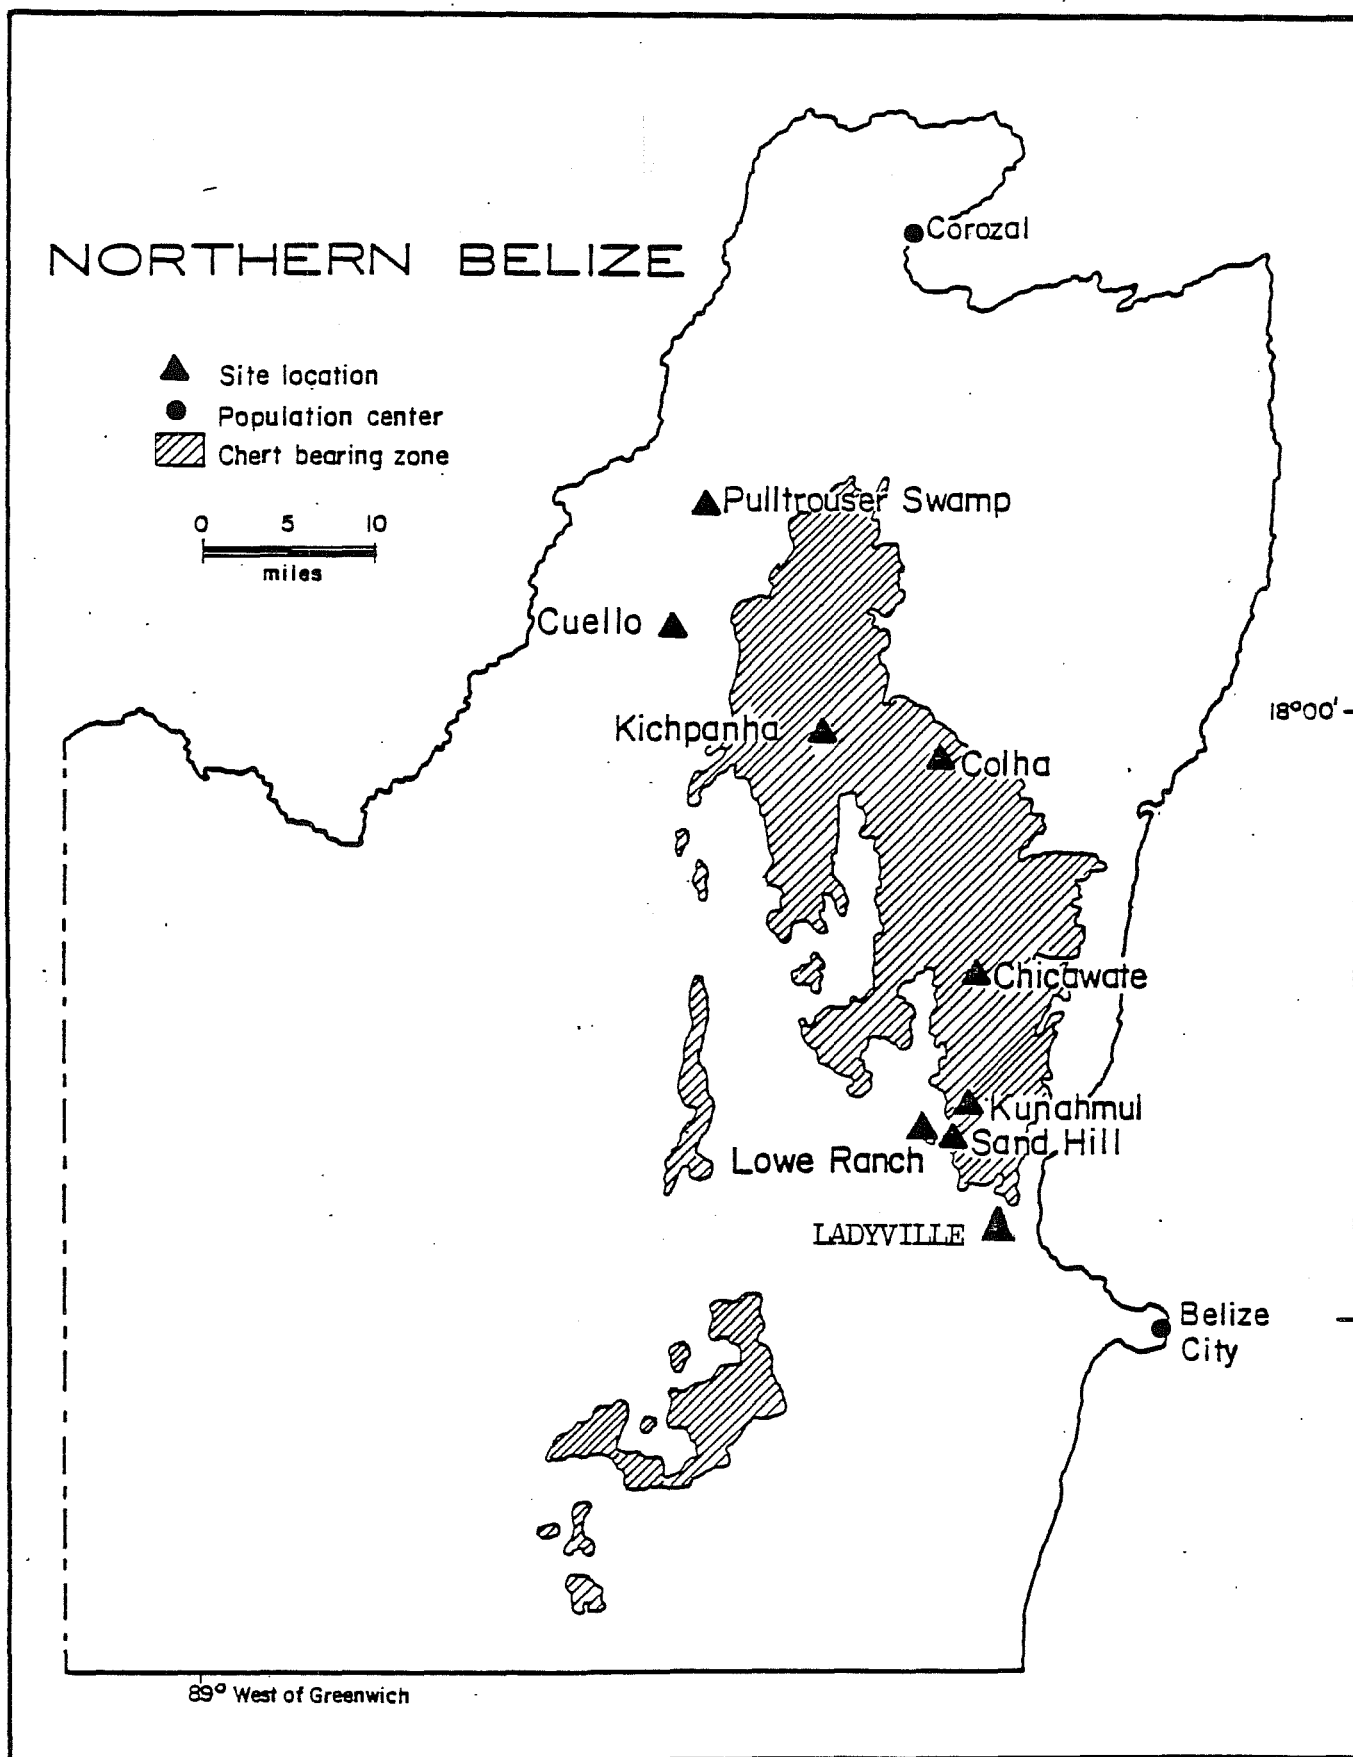 Corozal
NORTHERN BELIZE
Site location
Population center
Chert bearing zone
Pulltrouser Swamp
0 5 10
miles
Cuello
18°00'
Kichpanha
Colha
Chicawate
Kunahmul
Sand Hill
Lowe Ranch
LADYVILLE
Belize
City
89° West of Greenwich